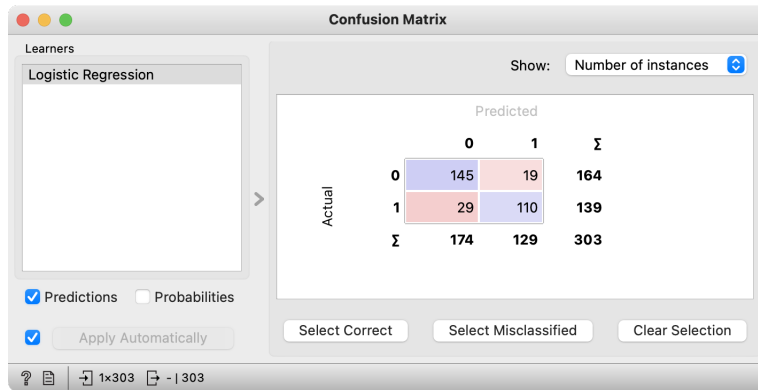 Confusion Matrix
Learners
Logistic Regression
Show: Number of instances
Predicted
0 1 Σ
Actual
0 145 19 164
1 29 110 139
Σ 174 129 303
Predictions Probabilities
Apply Automatically
Select Correct Select Misclassified Clear Selection
? 1×303 - | 303